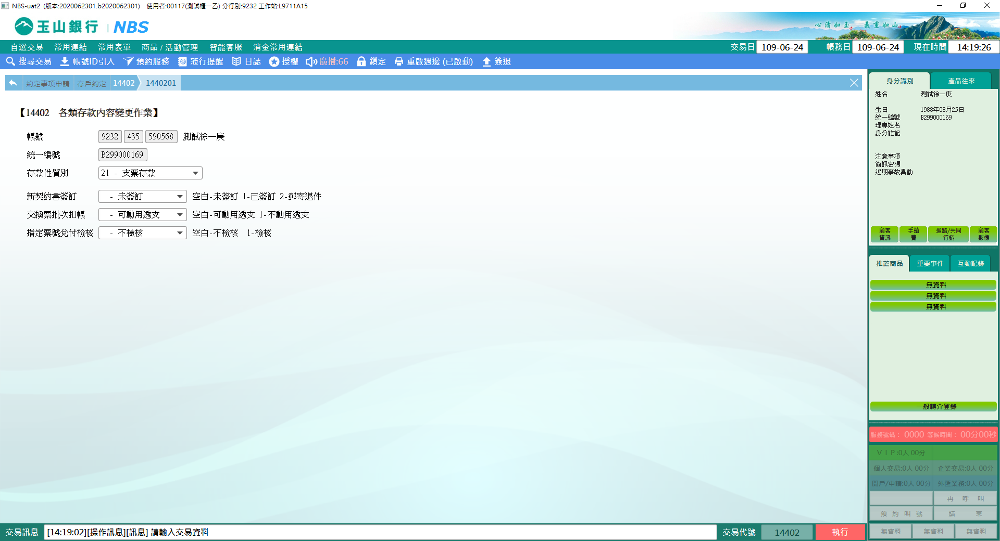 NBS-uat2 (版本:2020062301.b2020062301) 使用者:00117(測試櫃一乙) 分行別:9232 工作站:L9711A15
玉山銀行 | NBS
心清如玉。義重如山。
自選交易 常用連結 常用表單 商品 / 活動管理 智能客服 消金常用連結 交易日 109-06-24 帳務日 109-06-24 現在時間 14:19:26
搜尋交易 帳號ID引入 預約服務 蒞行提醒 日誌 授權 廣播:66 鎖定 重啟週邊 (已啟動) 簽退
約定事項申請 存戶約定 14402 1440201
【14402 各類存款內容變更作業】
帳號 9232 435 590568 測試徐一庚
統一編號 B299000169
存款性質別 21 - 支票存款
新契約書簽訂 - 未簽訂 空白-未簽訂 1-已簽訂 2-郵寄退件
交換票批次扣帳 - 可動用透支 空白-可動用透支 1-不動用透支
指定票號兌付檢核 - 不檢核 空白-不檢核 1-檢核
身分識別 產品往來
姓名 測試徐一庚
生日 1988年08月25日
統一編號 B299000169
理專姓名
身分註記
注意事項
簡訊密碼
近期事故異動
顧客資訊 手續費 通路/共同行銷 顧客影像
推薦商品 重要事件 互動記錄
無資料
無資料
無資料
一般轉介登錄
服務號碼： 0000 等候時間： 00分00秒
ＶＩＰ:0人 00分
個人交易:0人 00分 企業交易:0人 00分
開戶/申請:0人 00分 外匯業務:0人 00分
再 呼 叫
預 約 叫 號 結 束
無資料 無資料 無資料
交易訊息 [14:19:02][操作訊息][訊息] 請輸入交易資料 交易代號 14402 執行